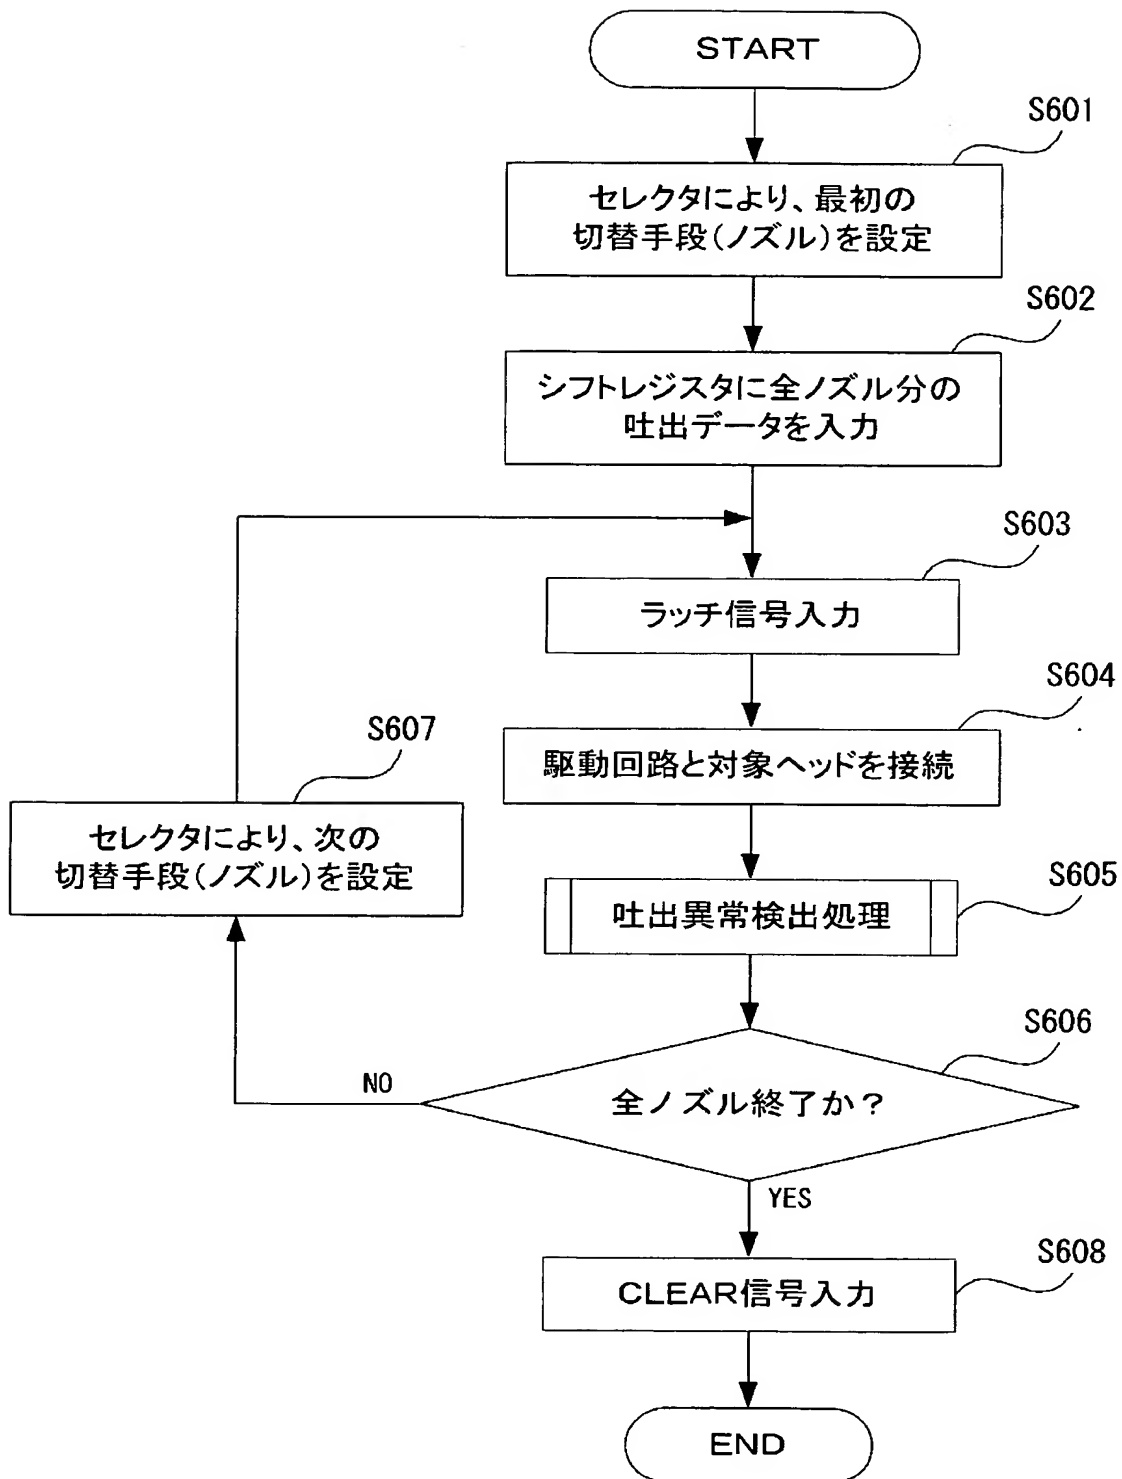 START
S601
セレクタにより、最初の
切替手段(ノズル)を設定
S602
シフトレジスタに全ノズル分の
吐出データを入力
S603
ラッチ信号入力
S604
駆動回路と対象ヘッドを接続
S607
セレクタにより、次の
切替手段(ノズル)を設定
S605
吐出異常検出処理
S606
全ノズル終了か?
NO
YES
S608
CLEAR信号入力
END